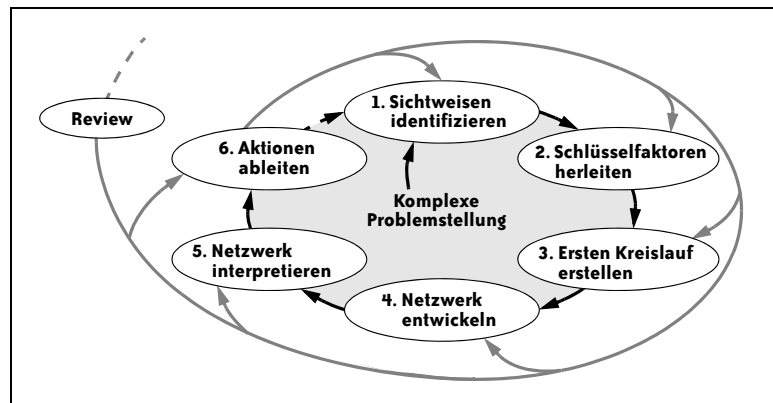 Review
1. Sichtweisen
identifizieren
2. Schlüsselfaktoren
herleiten
3. Ersten Kreislauf
erstellen
4. Netzwerk
entwickeln
5. Netzwerk
interpretieren
6. Aktionen
ableiten
Komplexe
Problemstellung